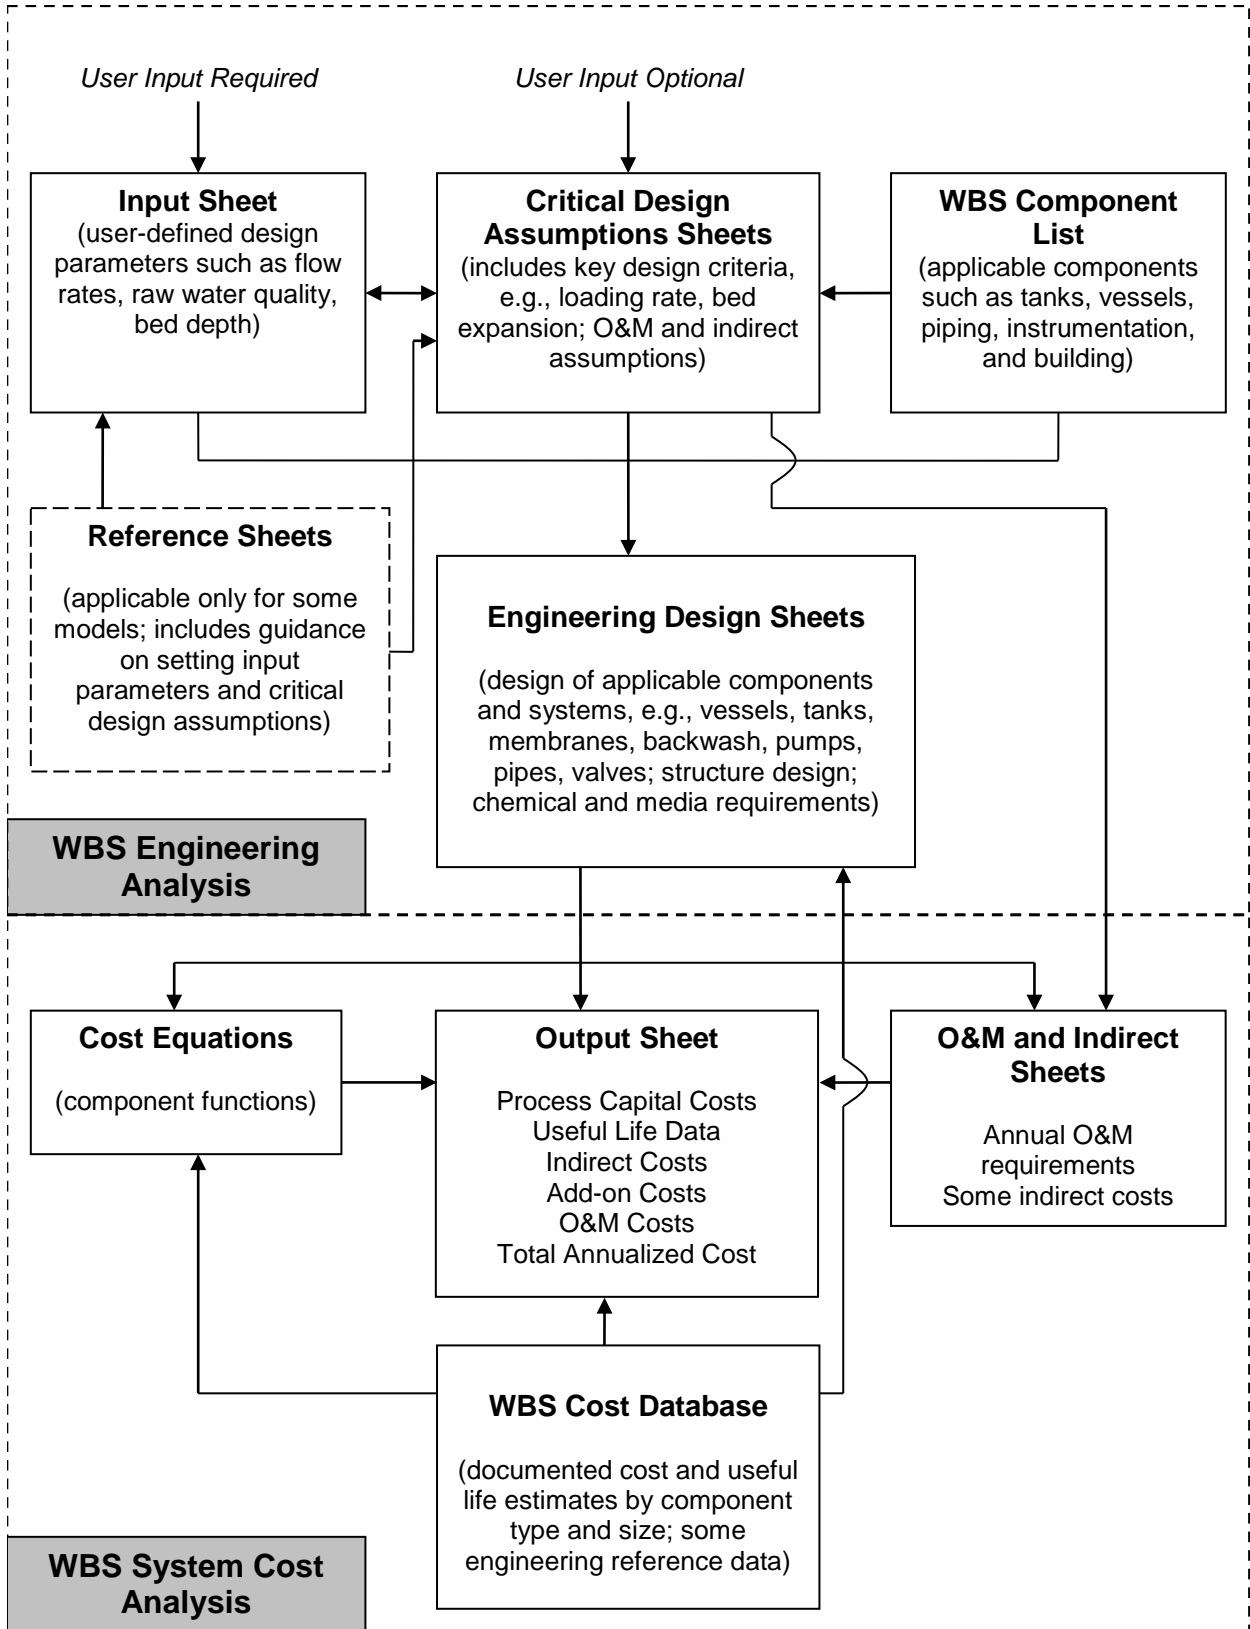 User Input Required
User Input Optional
Input Sheet
(user-defined design
parameters such as flow
rates, raw water quality,
bed depth)
Critical Design
Assumptions Sheets
(includes key design criteria,
e.g., loading rate, bed
expansion; O&M and indirect
assumptions)
WBS Component
List
(applicable components
such as tanks, vessels,
piping, instrumentation,
and building)
Reference Sheets
(applicable only for some
models; includes guidance
on setting input
parameters and critical
design assumptions)
Engineering Design Sheets
(design of applicable components
and systems, e.g., vessels, tanks,
membranes, backwash, pumps,
pipes, valves; structure design;
chemical and media requirements)
WBS Engineering
Analysis
Cost Equations
(component functions)
Output Sheet
Process Capital Costs
Useful Life Data
Indirect Costs
Add-on Costs
O&M Costs
Total Annualized Cost
O&M and Indirect
Sheets
Annual O&M
requirements
Some indirect costs
WBS Cost Database
(documented cost and useful
life estimates by component
type and size; some
engineering reference data)
WBS System Cost
Analysis